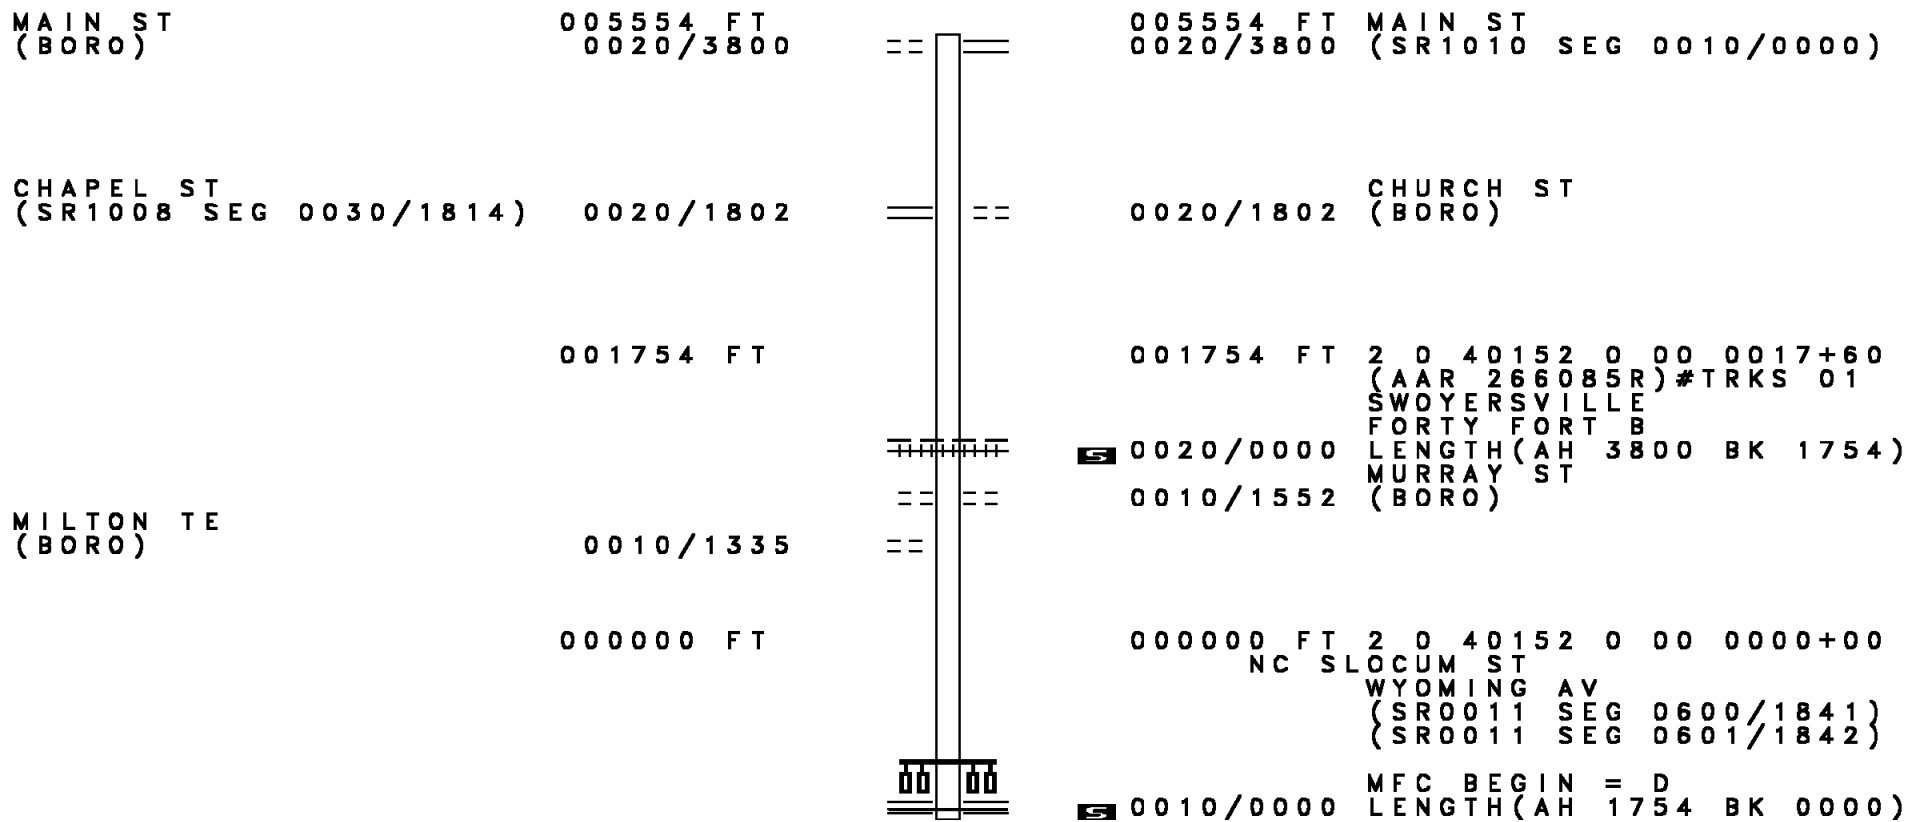 MAIN ST 005554 FT 005554 FT MAIN ST
(BORO) 0020/3800 0020/3800 (SR1010 SEG 0010/0000)
CHAPEL ST CHURCH ST
(SR1008 SEG 0030/1814) 0020/1802 0020/1802 (BORO)
001754 FT 001754 FT 2 0 40152 0 00 0017+60
(AAR 266085R)#TRKS 01
SWOYERSVILLE
FORTY FORT B
S 0020/0000 LENGTH(AH 3800 BK 1754)
MURRAY ST
0010/1552 (BORO)
MILTON TE
(BORO) 0010/1335
000000 FT 000000 FT 2 0 40152 0 00 0000+00
NC SLOCUM ST
WYOMING AV
(SR0011 SEG 0600/1841)
(SR0011 SEG 0601/1842)
MFC BEGIN = D
S 0010/0000 LENGTH(AH 1754 BK 0000)